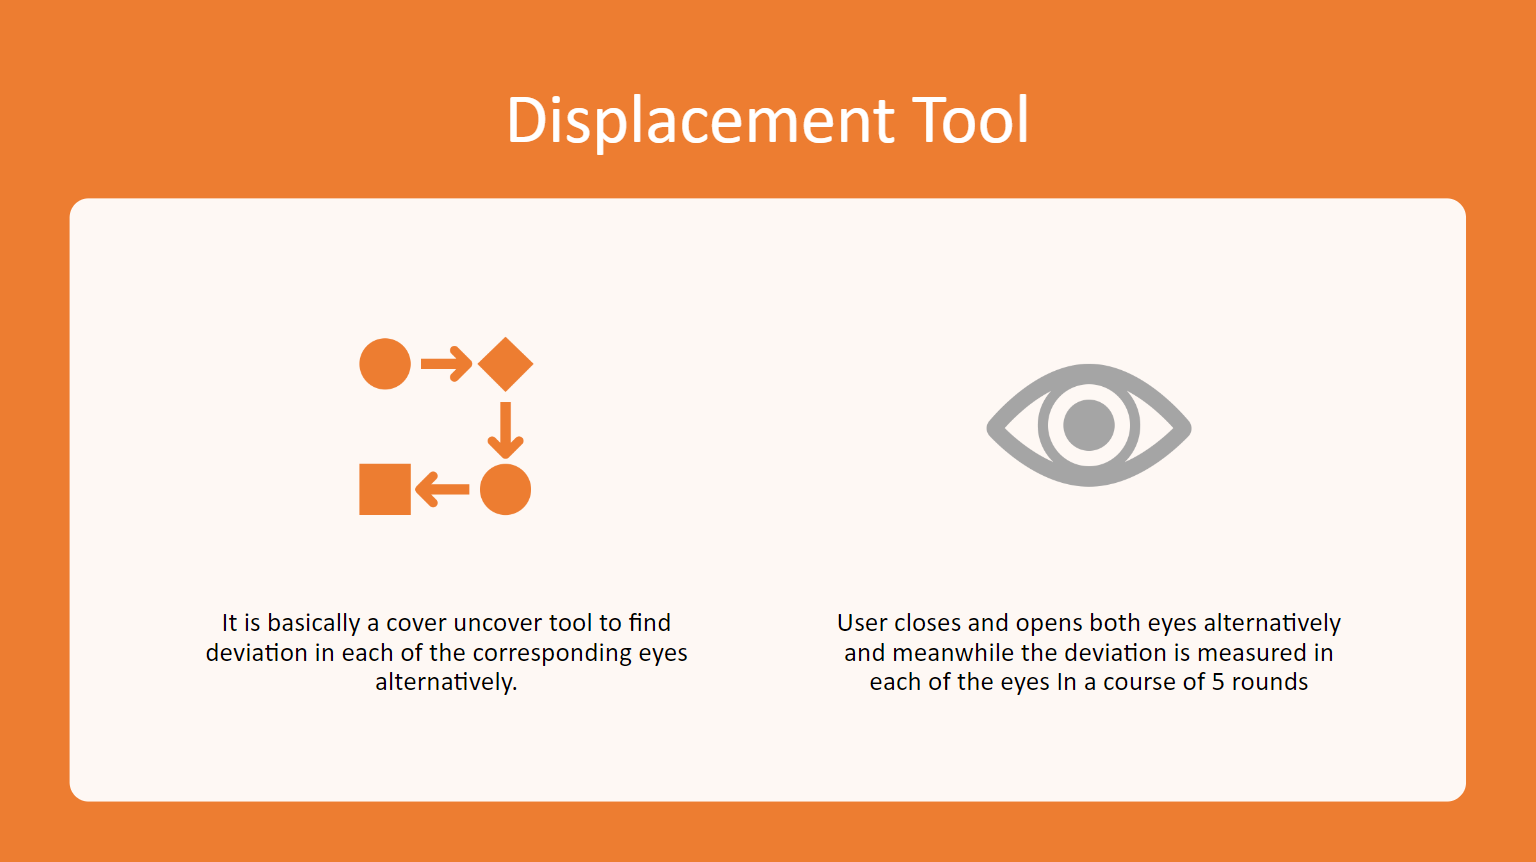 Displacement Tool
It is basically a cover uncover tool to find
deviation in each of the corresponding eyes
alternatively.
User closes and opens both eyes alternatively
and meanwhile the deviation is measured in
each of the eyes In a course of 5 rounds